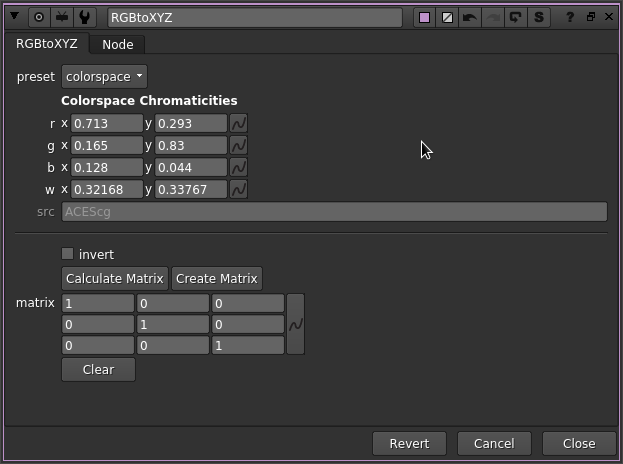 RGBtoXYZ S ? ×
RGBtoXYZ Node
preset colorspace
Colorspace Chromaticities
r x 0.713 y 0.293
g x 0.165 y 0.83
b x 0.128 y 0.044
w x 0.32168 y 0.33767
src ACEScg
invert
Calculate Matrix Create Matrix
matrix 1 0 0
0 1 0
0 0 1
Clear
Revert Cancel Close